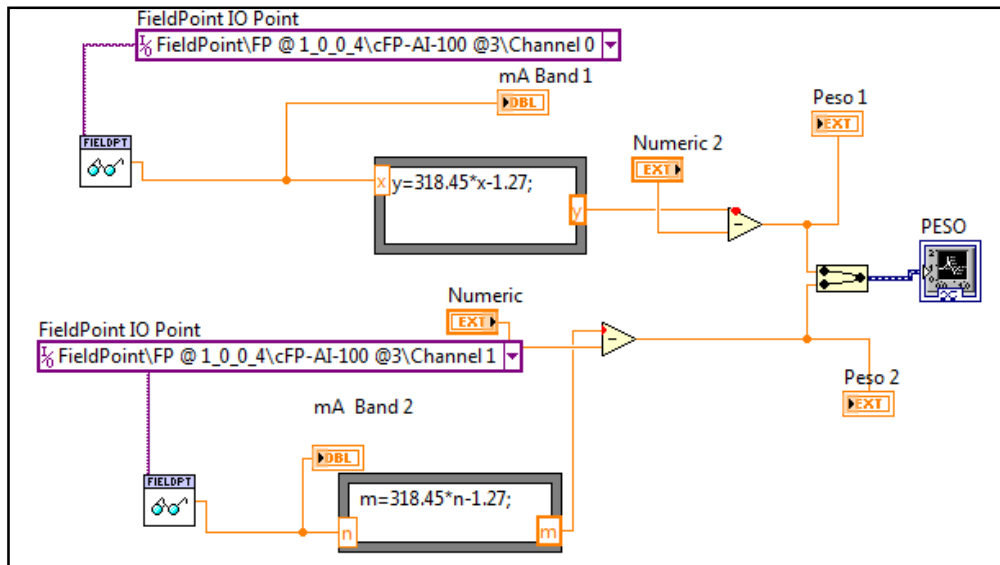 FieldPoint IO Point
I/O FieldPoint\FP @ 1_0_0_4\cFP-AI-100 @3\Channel 0
mA Band 1
DBL
Peso 1
EXT
FIELDPT
Numeric 2
EXT
x y=318.45*x-1.27;
y
PESO
Numeric
EXT
FieldPoint IO Point
I/O FieldPoint\FP @ 1_0_0_4\cFP-AI-100 @3\Channel 1
Peso 2
EXT
mA Band 2
DBL
FIELDPT
m=318.45*n-1.27;
n
m